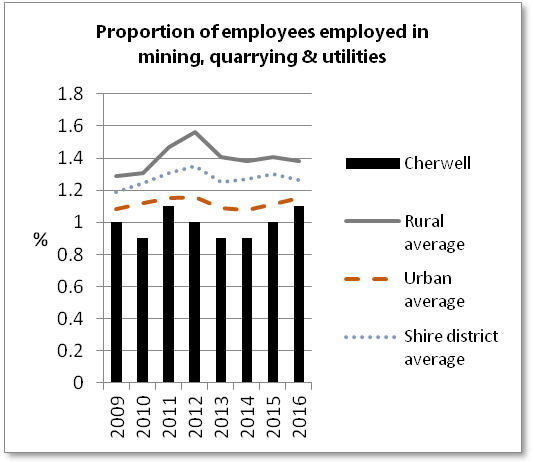 Proportion of employees employed in
mining, quarrying & utilities
1.8
1.6
1.4
1.2
1
0.8
0.6
0.4
0.2
0
%
2009
2010
2011
2012
2013
2014
2015
2016
Cherwell
Rural
average
Urban
average
Shire district
average